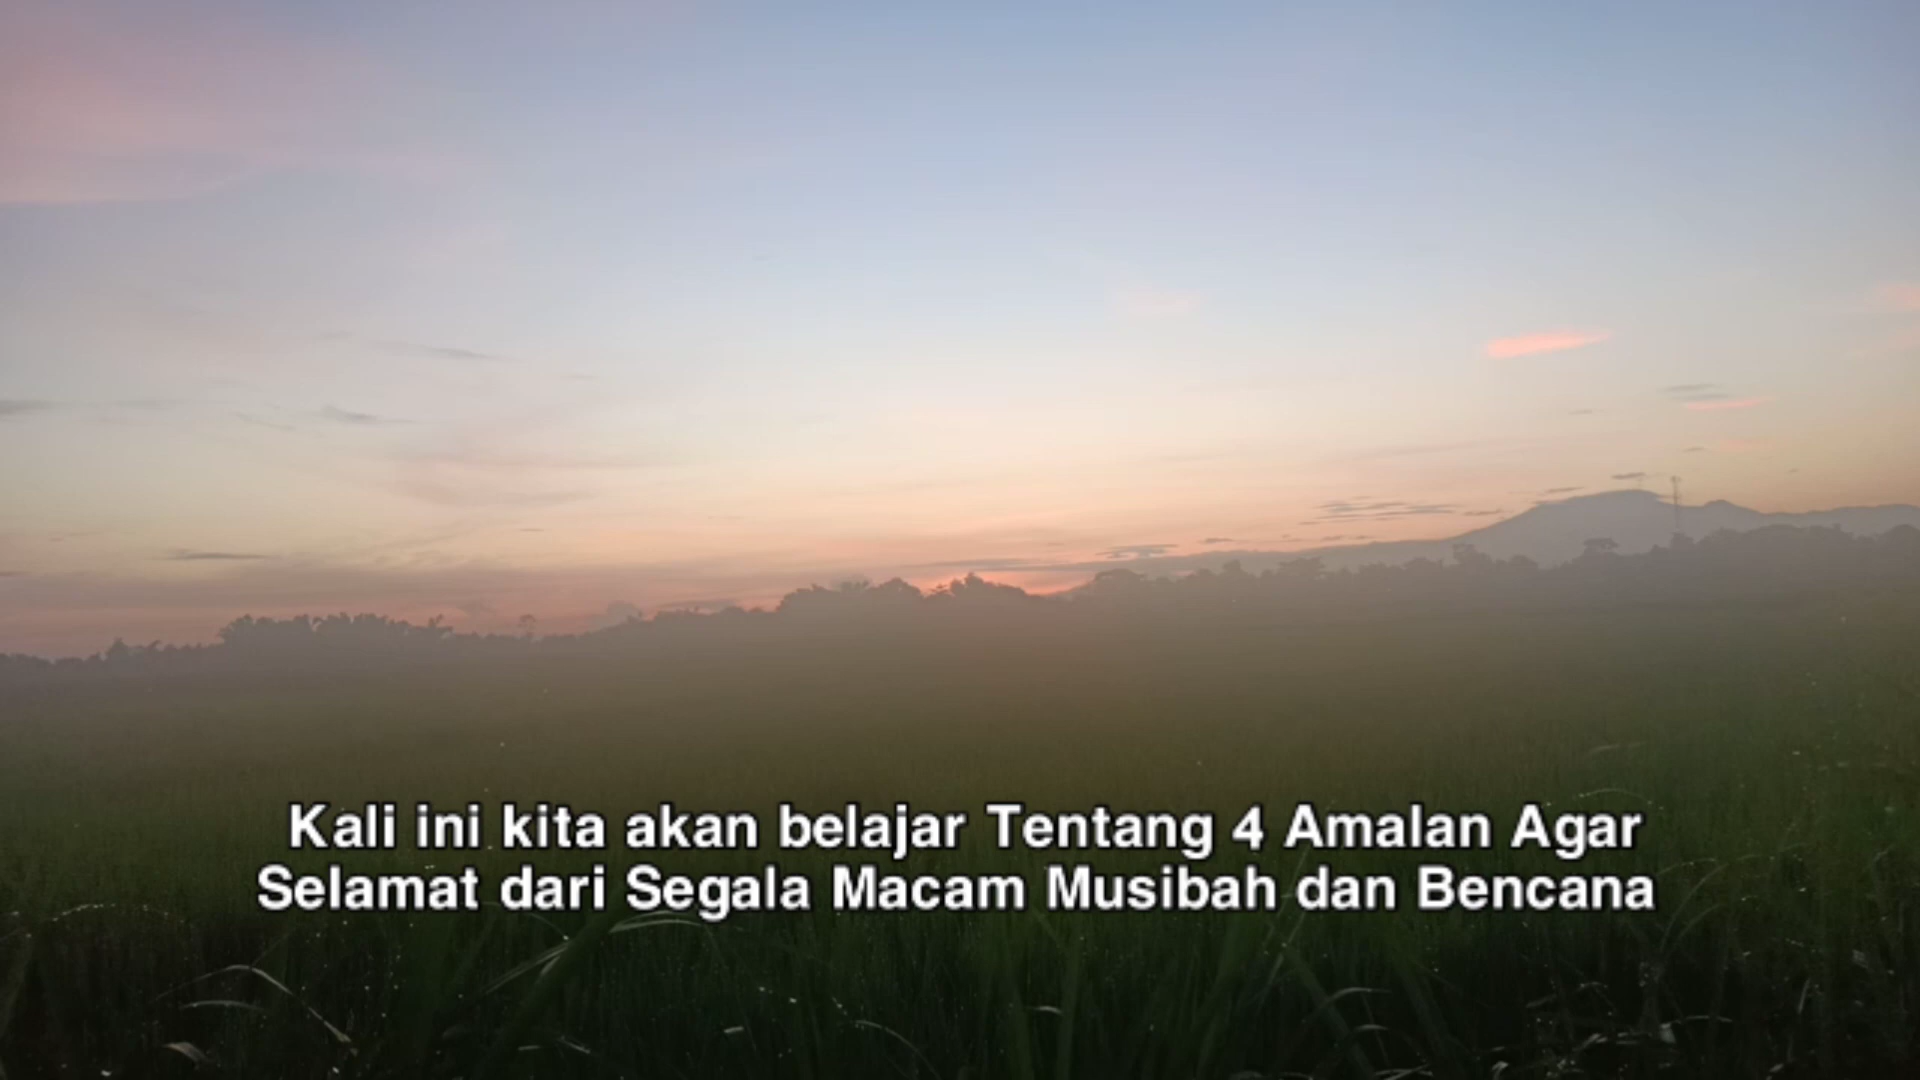 Kali ini kita akan belajar Tentang 4 Amalan Agar
Selamat dari Segala Macam Musibah dan Bencana